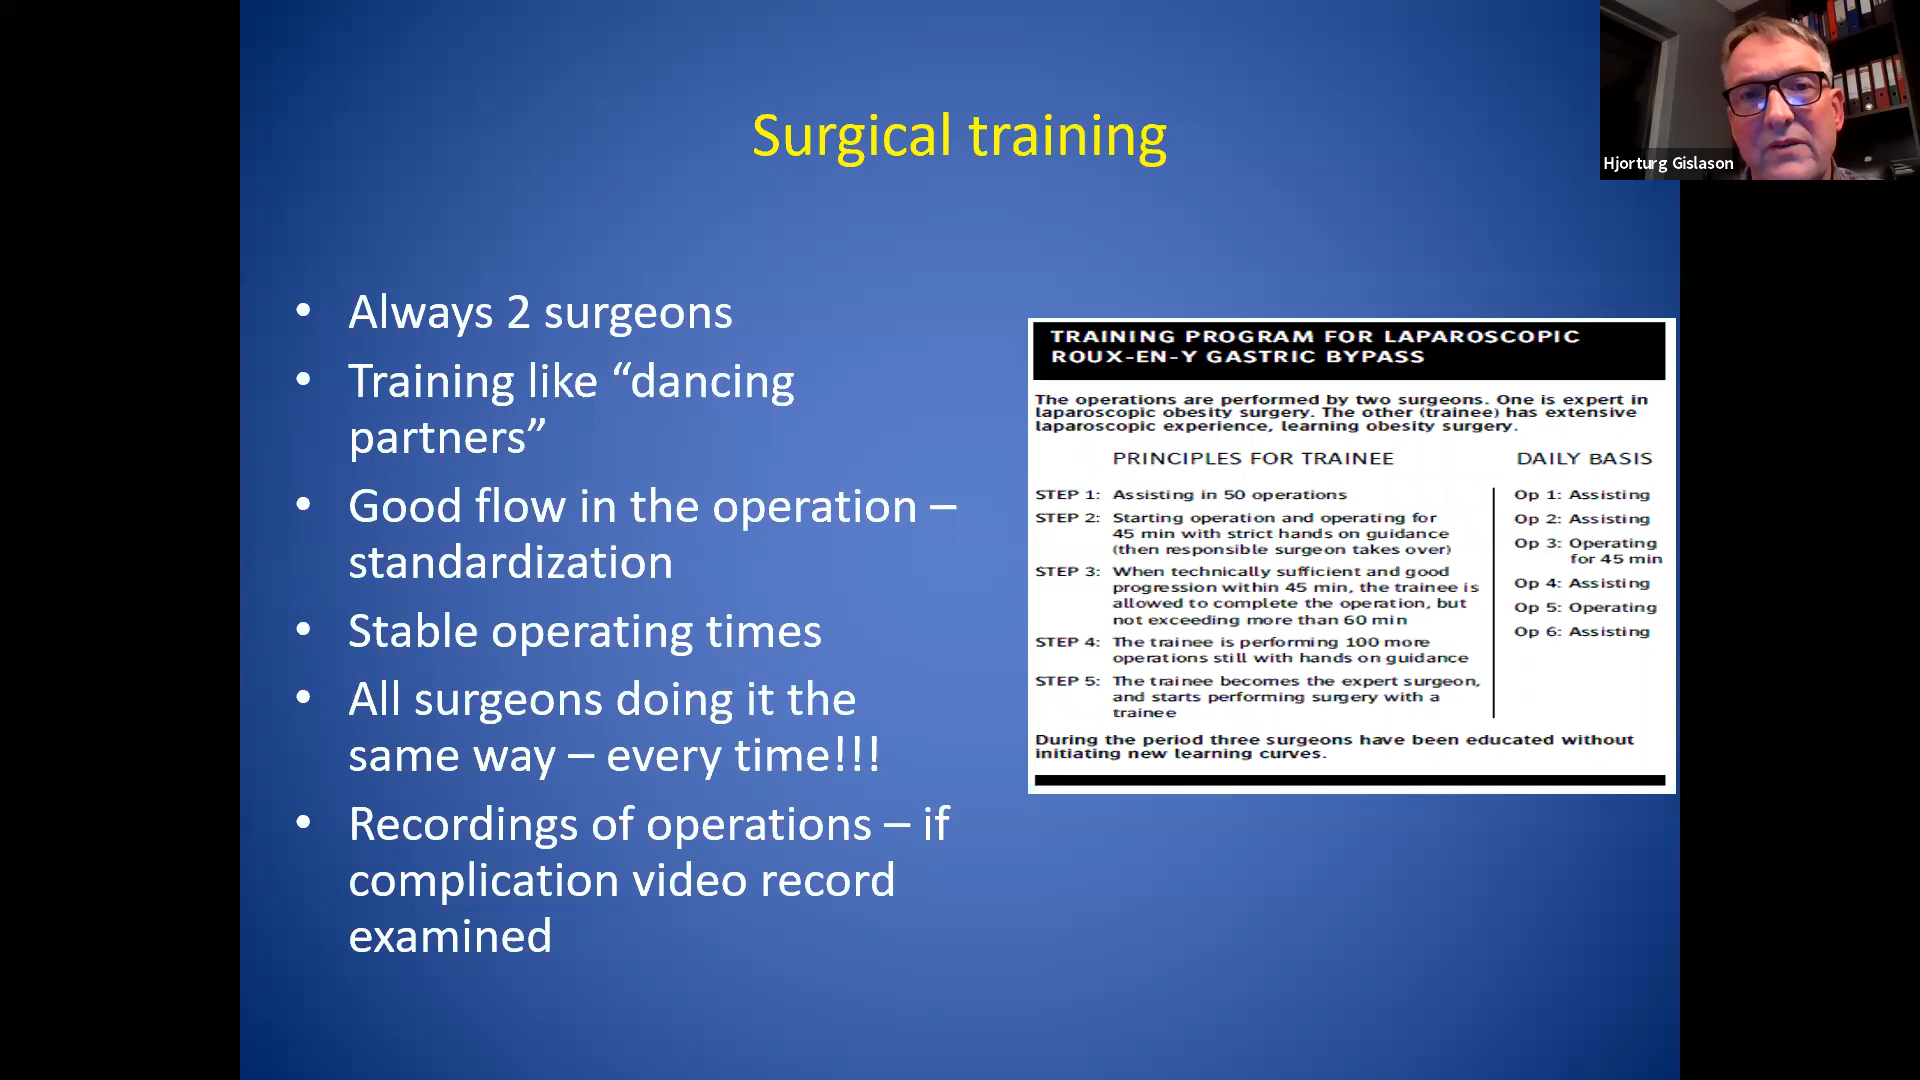 Surgical training
• Always 2 surgeons
• Training like “dancing
partners”
• Good flow in the operation –
standardization
• Stable operating times
• All surgeons doing it the
same way – every time!!!
• Recordings of operations – if
complication video record
examined
TRAINING PROGRAM FOR LAPAROSCOPIC
ROUX-EN-Y GASTRIC BYPASS
The operations are performed by two surgeons. One is expert in
laparoscopic obesity surgery. The other (trainee) has extensive
laparoscopic experience, learning obesity surgery.
PRINCIPLES FOR TRAINEE
STEP 1: Assisting in 50 operations
STEP 2: Starting operation and operating for
45 min with strict hands on guidance
(then responsible surgeon takes over)
STEP 3: When technically sufficient and good
progression within 45 min, the trainee is
allowed to complete the operation, but
not exceeding more than 60 min
STEP 4: The trainee is performing 100 more
operations still with hands on guidance
STEP 5: The trainee becomes the expert surgeon,
and starts performing surgery with a
trainee
DAILY BASIS
Op 1: Assisting
Op 2: Assisting
Op 3: Operating
for 45 min
Op 4: Assisting
Op 5: Operating
Op 6: Assisting
During the period three surgeons have been educated without
initiating new learning curves.
Hjorturg Gislason